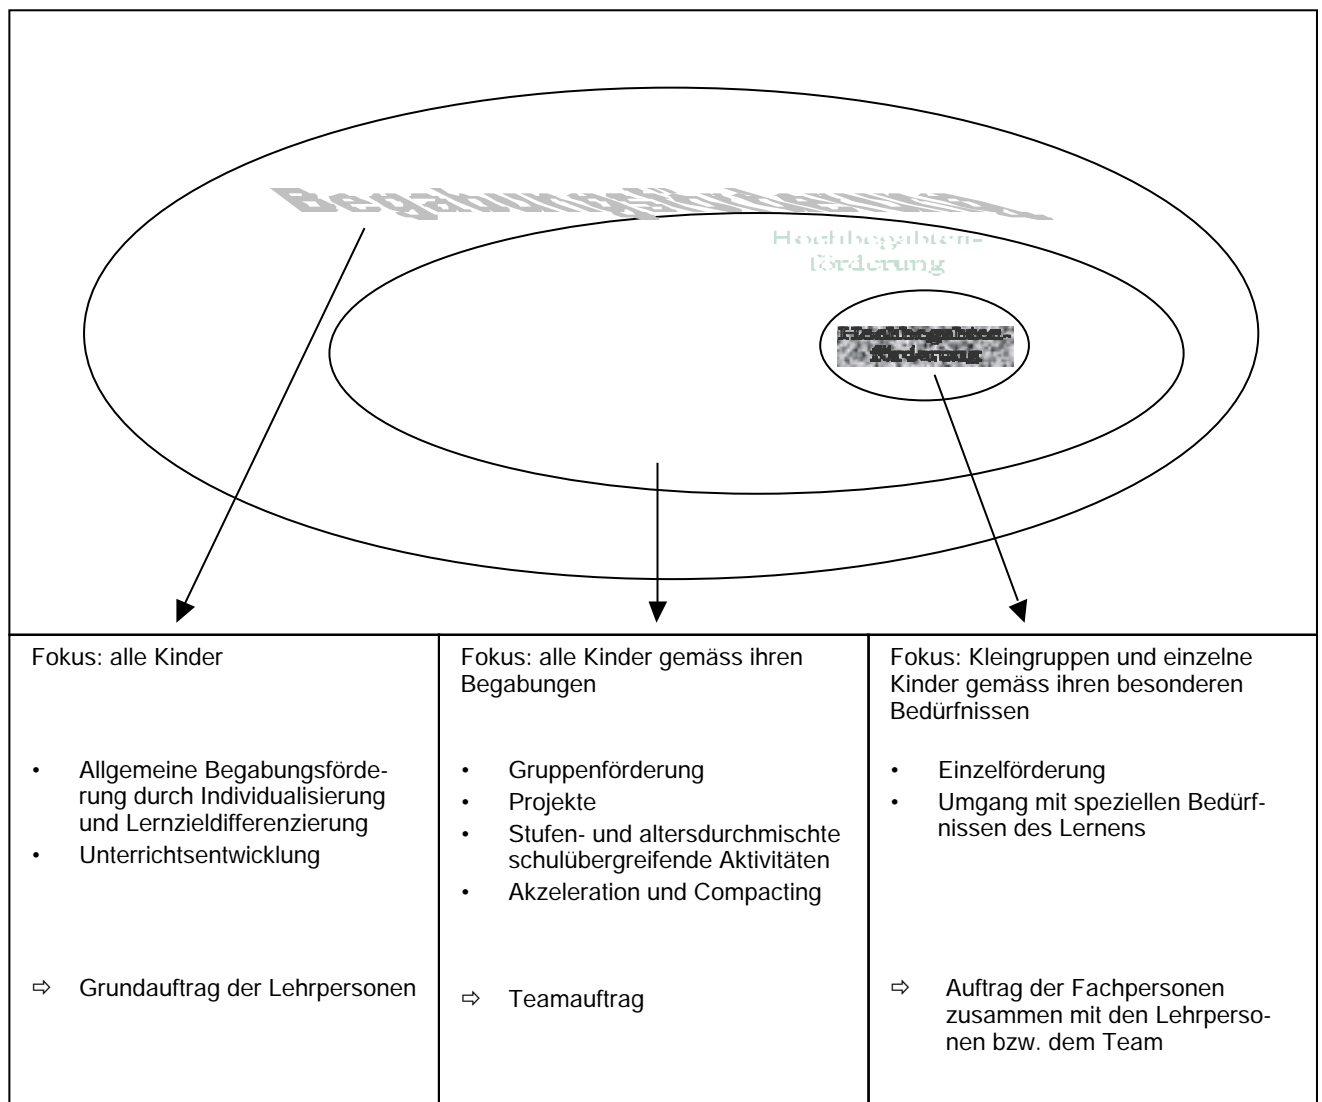 Begabungsförderung
Hochbegabten-
förderung
Hochbegabten-
förderung
Fokus: alle Kinder
• Allgemeine Begabungsförde-
rung durch Individualisierung
und Lernzieldifferenzierung
• Unterrichtsentwicklung
⇨ Grundauftrag der Lehrpersonen
Fokus: alle Kinder gemäss ihren
Begabungen
• Gruppenförderung
• Projekte
• Stufen- und altersdurchmischte
schulübergreifende Aktivitäten
• Akzeleration und Compacting
⇨ Teamauftrag
Fokus: Kleingruppen und einzelne
Kinder gemäss ihren besonderen
Bedürfnissen
• Einzelförderung
• Umgang mit speziellen Bedürf-
nissen des Lernens
⇨ Auftrag der Fachpersonen
zusammen mit den Lehrperso-
nen bzw. dem Team